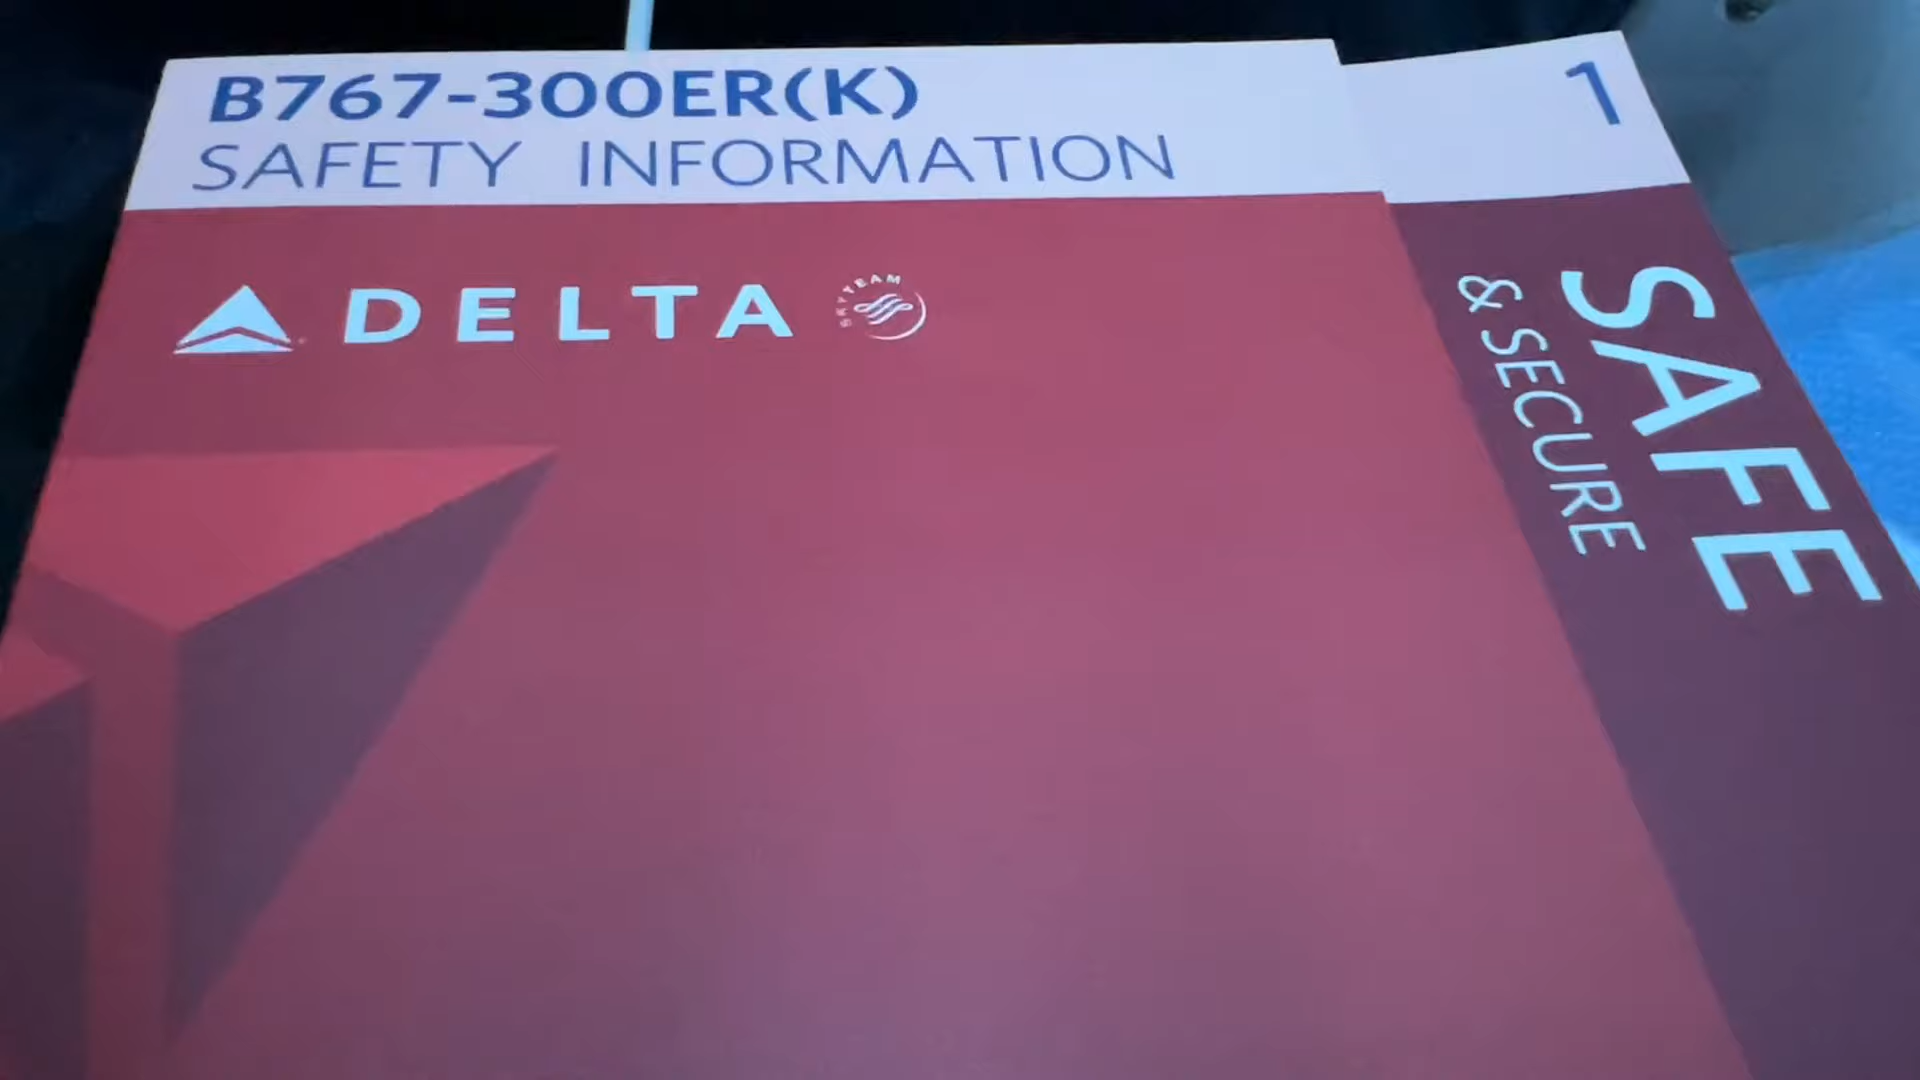 B767-300ER(K)
SAFETY INFORMATION
1
DELTA
SKYTEAM
SAFE
& SECURE